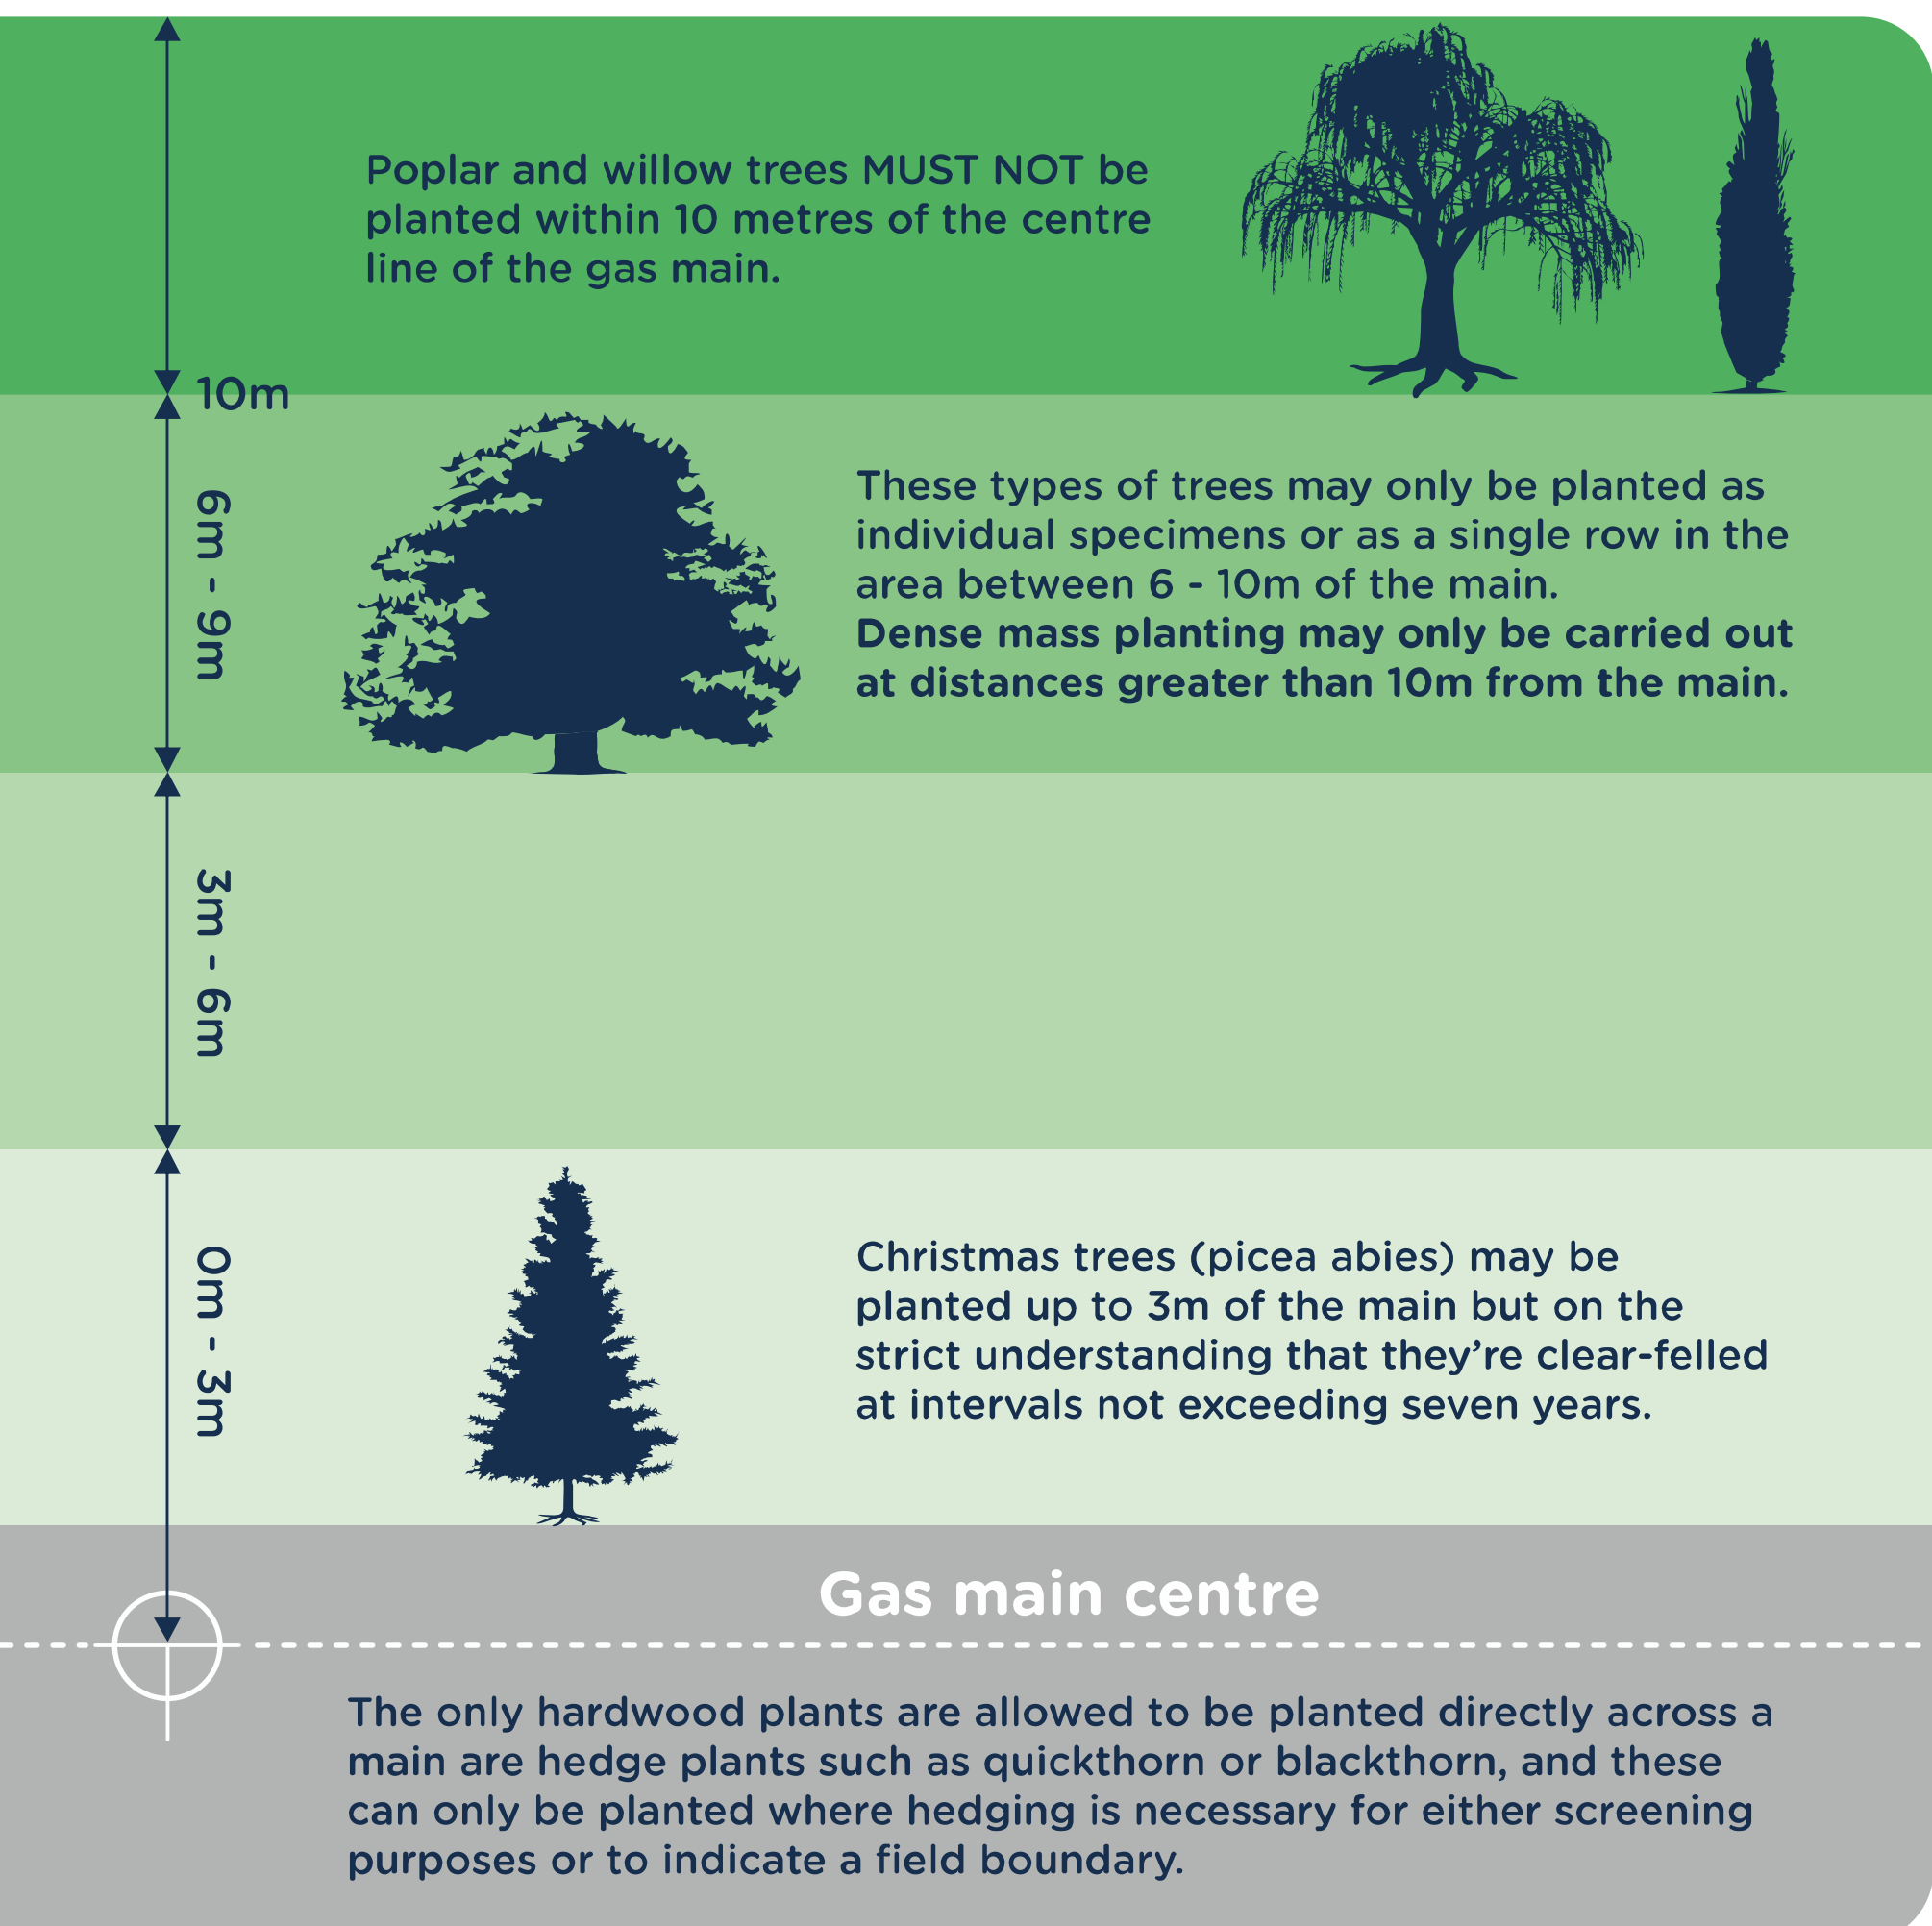 Poplar and willow trees MUST NOT be
planted within 10 metres of the centre
line of the gas main.
10m
6m - 9m
These types of trees may only be planted as
individual specimens or as a single row in the
area between 6 - 10m of the main.
Dense mass planting may only be carried out
at distances greater than 10m from the main.
3m - 6m
0m - 3m
Christmas trees (picea abies) may be
planted up to 3m of the main but on the
strict understanding that they're clear-felled
at intervals not exceeding seven years.
Gas main centre
The only hardwood plants are allowed to be planted directly across a
main are hedge plants such as quickthorn or blackthorn, and these
can only be planted where hedging is necessary for either screening
purposes or to indicate a field boundary.